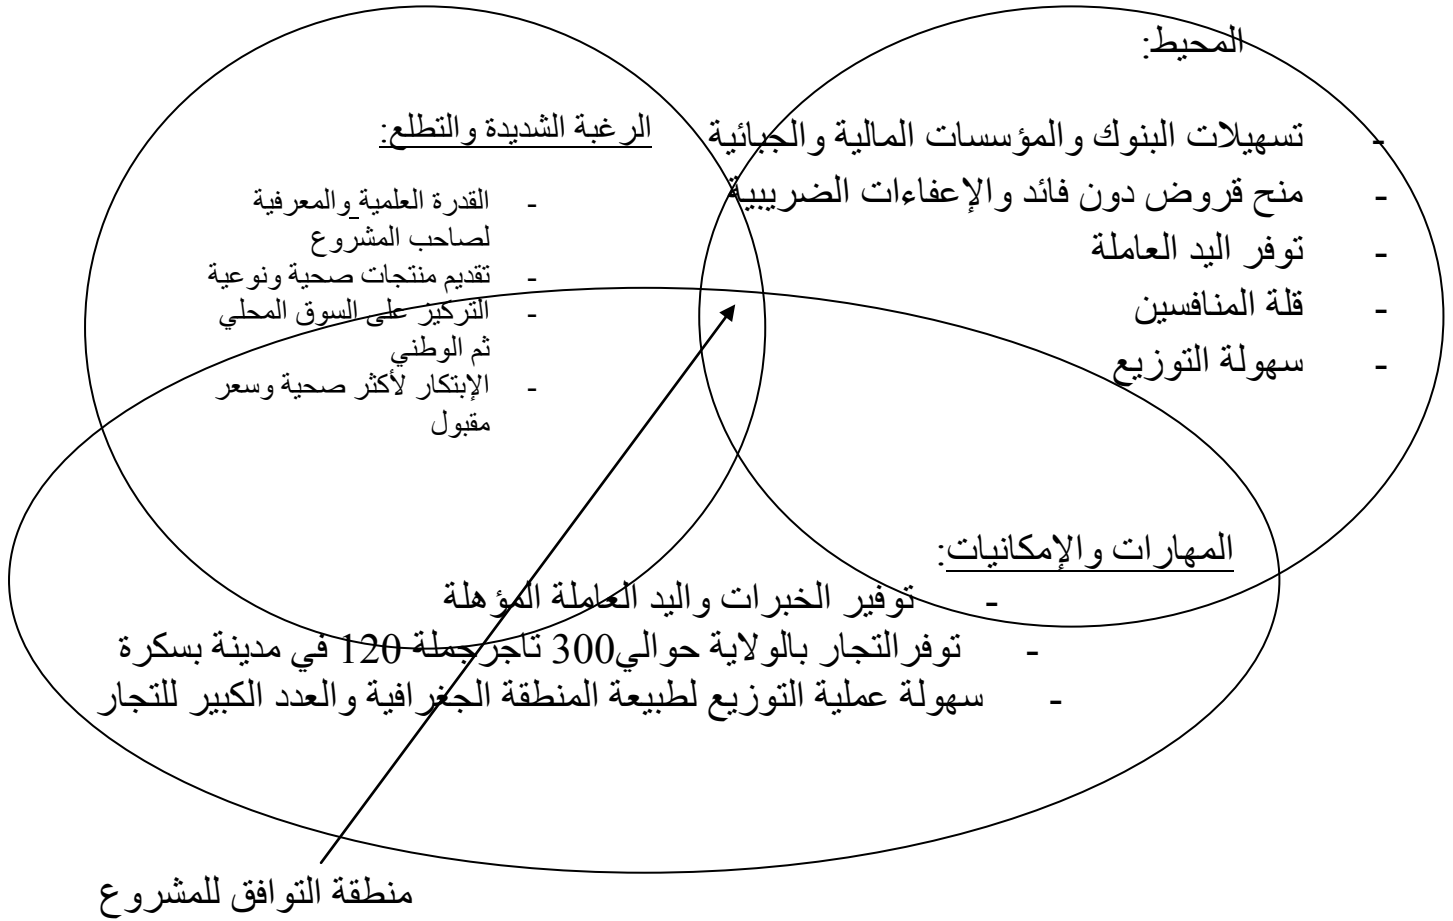 المحيط:
- تسهيلات البنوك والمؤسسات المالية والجبائية
- منح قروض دون فائد والإعفاءات الضريبية
- توفر اليد العاملة
- قلة المنافسين
- سهولة التوزيع
الرغبة الشديدة والتطلع:
- القدرة العلمية والمعرفية
لصاحب المشروع
- تقديم منتجات صحية ونوعية
- التركيز على السوق المحلي
ثم الوطني
- الإبتكار لأكثر صحية وسعر
مقبول
المهارات والإمكانيات:
- توفير الخبرات واليد العاملة المؤهلة
- توفرالتجار بالولاية حوالي300 تاجرجملة 120 في مدينة بسكرة
- سهولة عملية التوزيع لطبيعة المنطقة الجغرافية والعدد الكبير للتجار
منطقة التوافق للمشروع